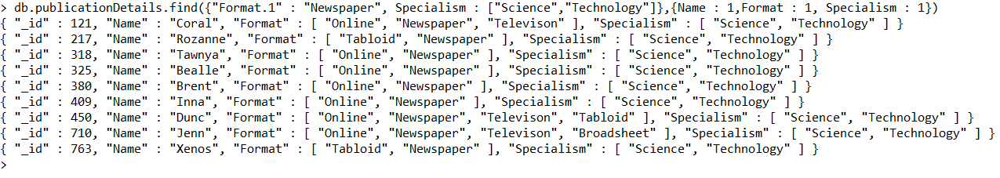 > db.publicationDetails.find({"Format.1" : "Newspaper", Specialism : ["Science","Technology"]},{Name : 1,Format : 1, Specialism : 1})
{ "_id" : 121, "Name" : "Coral", "Format" : [ "Online", "Newspaper", "Televison" ], "Specialism" : [ "Science", "Technology" ] }
{ "_id" : 217, "Name" : "Rozanne", "Format" : [ "Tabloid", "Newspaper" ], "Specialism" : [ "Science", "Technology" ] }
{ "_id" : 318, "Name" : "Tawnya", "Format" : [ "Online", "Newspaper" ], "Specialism" : [ "Science", "Technology" ] }
{ "_id" : 325, "Name" : "Bealle", "Format" : [ "Online", "Newspaper" ], "Specialism" : [ "Science", "Technology" ] }
{ "_id" : 380, "Name" : "Brent", "Format" : [ "Online", "Newspaper" ], "Specialism" : [ "Science", "Technology" ] }
{ "_id" : 409, "Name" : "Inna", "Format" : [ "Online", "Newspaper" ], "Specialism" : [ "Science", "Technology" ] }
{ "_id" : 450, "Name" : "Dunc", "Format" : [ "Online", "Newspaper", "Televison", "Tabloid" ], "Specialism" : [ "Science", "Technology" ] }
{ "_id" : 710, "Name" : "Jenn", "Format" : [ "Online", "Newspaper", "Televison", "Broadsheet" ], "Specialism" : [ "Science", "Technology" ] }
{ "_id" : 763, "Name" : "Xenos", "Format" : [ "Tabloid", "Newspaper" ], "Specialism" : [ "Science", "Technology" ] }
>